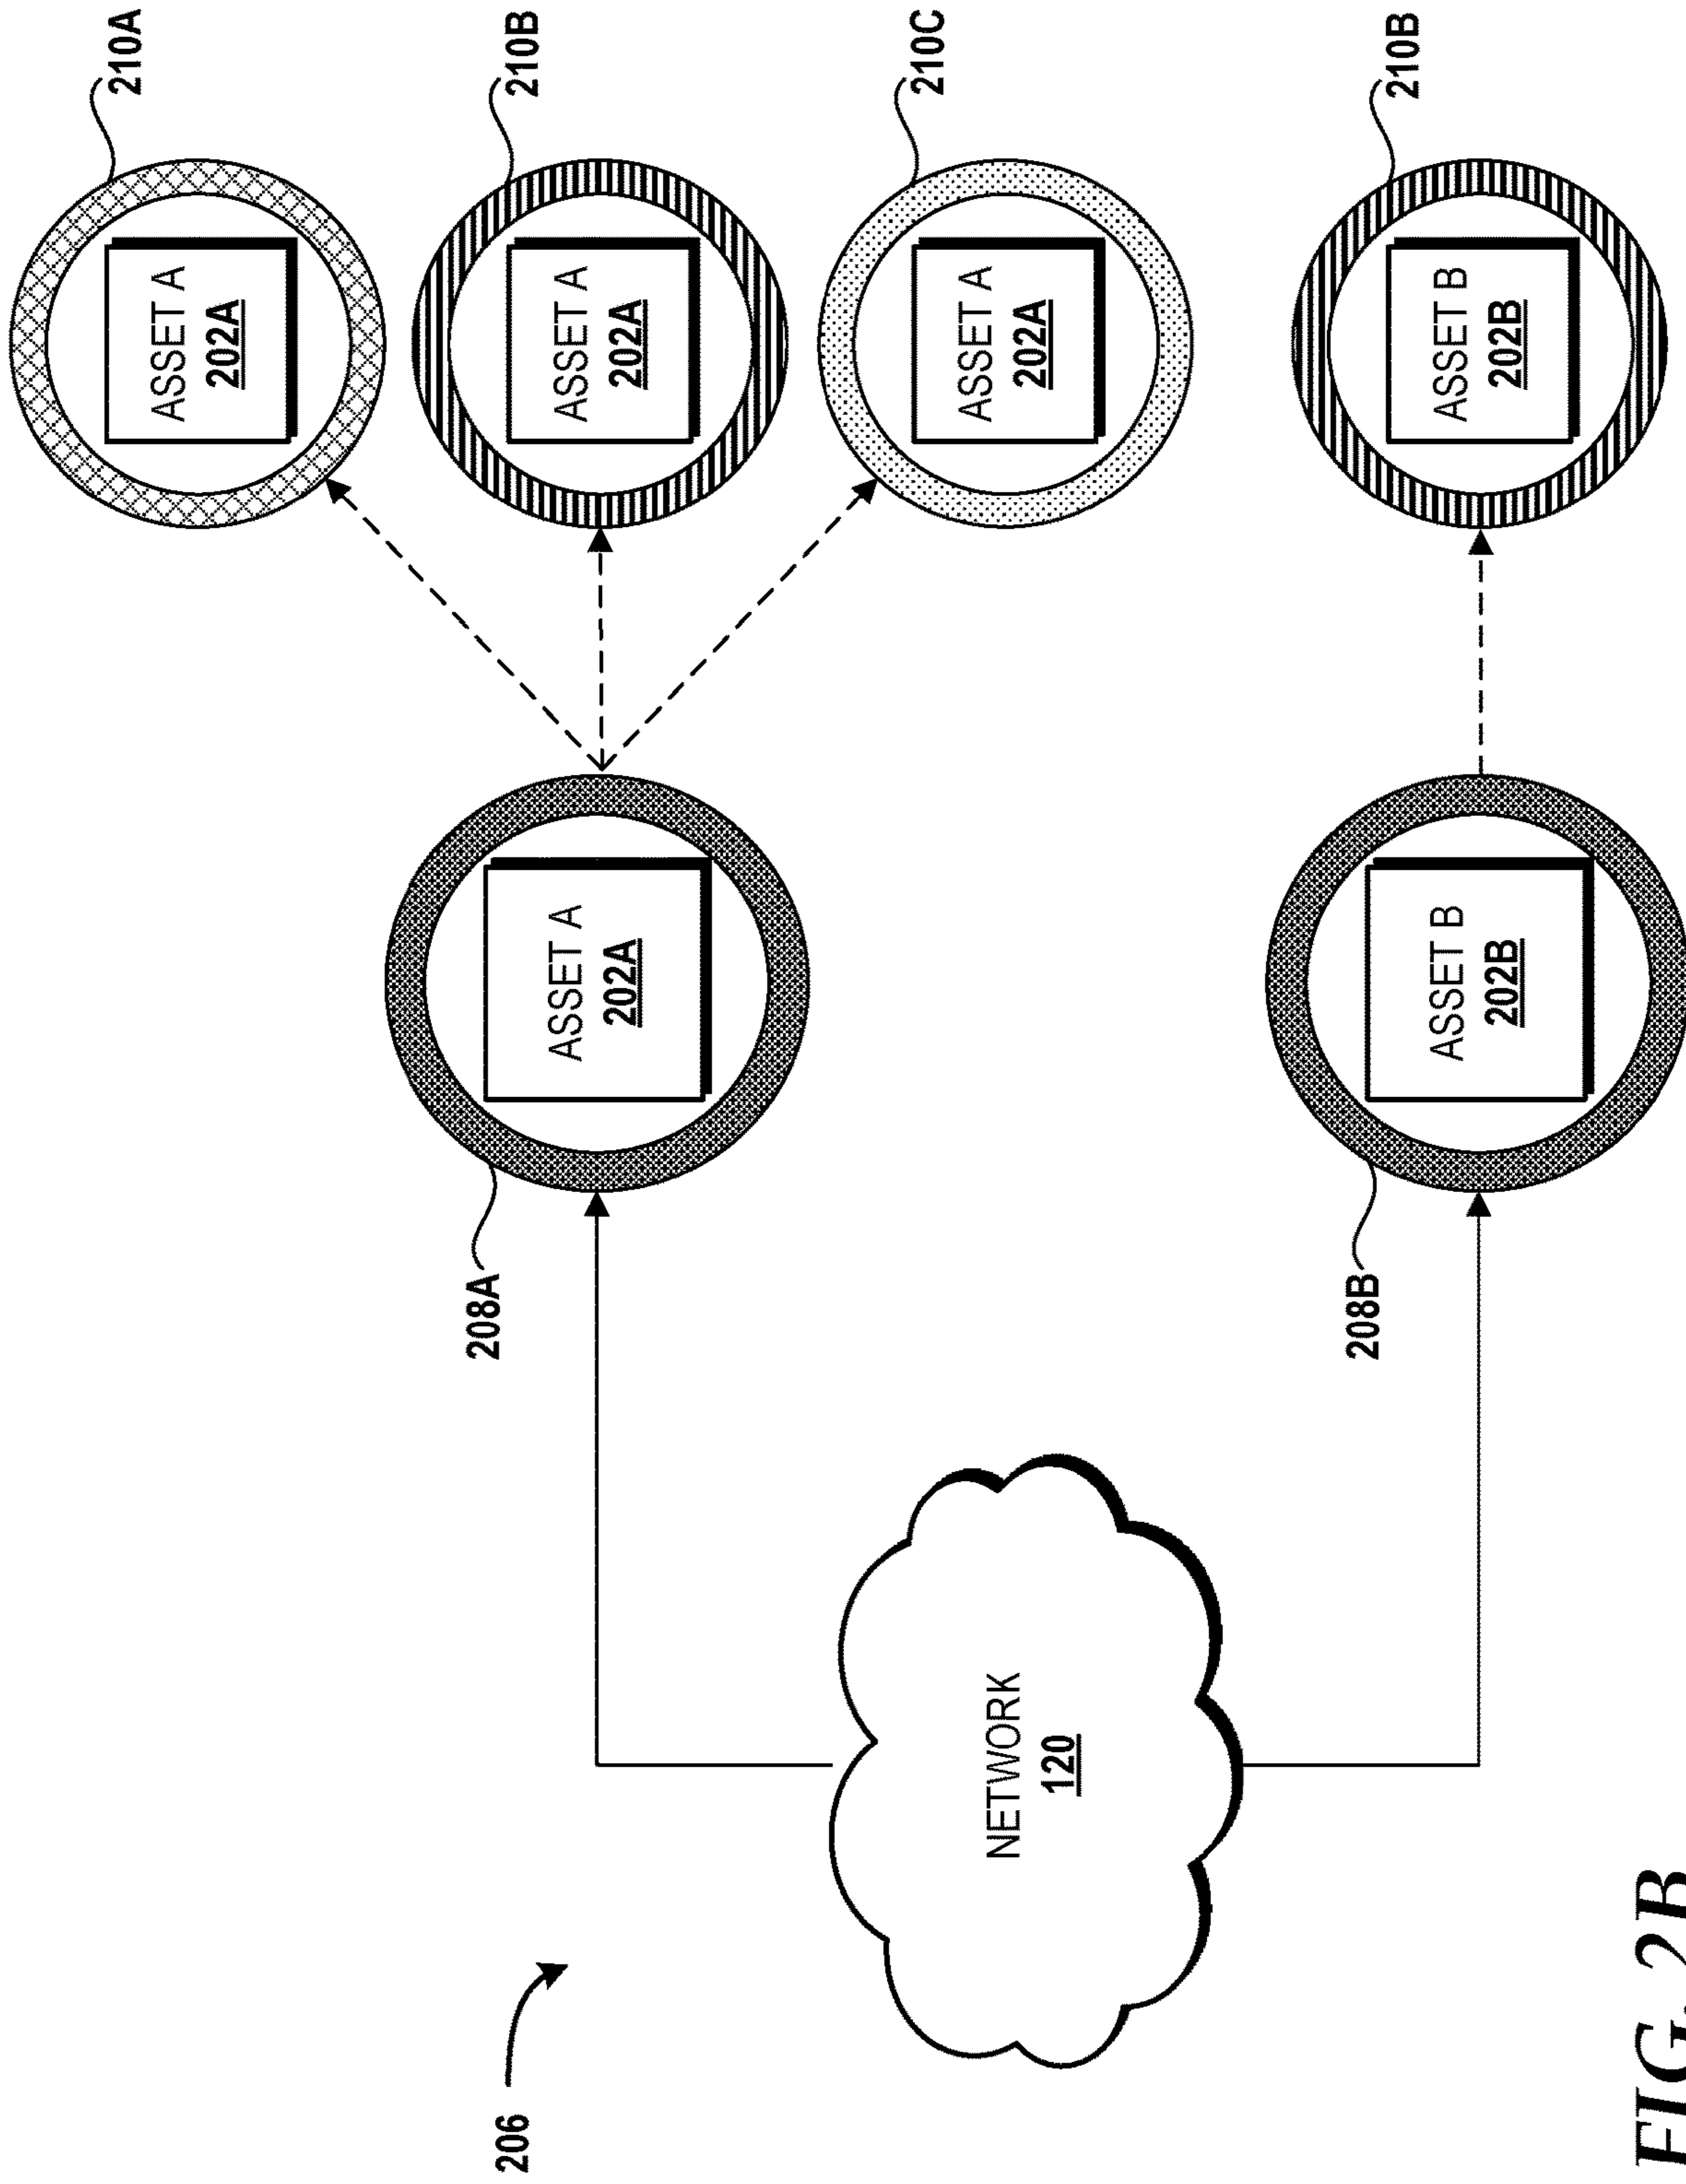 206
NETWORK
120
208A
ASSET A
202A
208B
ASSET B
202B
210A
ASSET A
202A
210B
ASSET A
202A
210C
ASSET A
202A
210B
ASSET B
202B
FIG. 2B